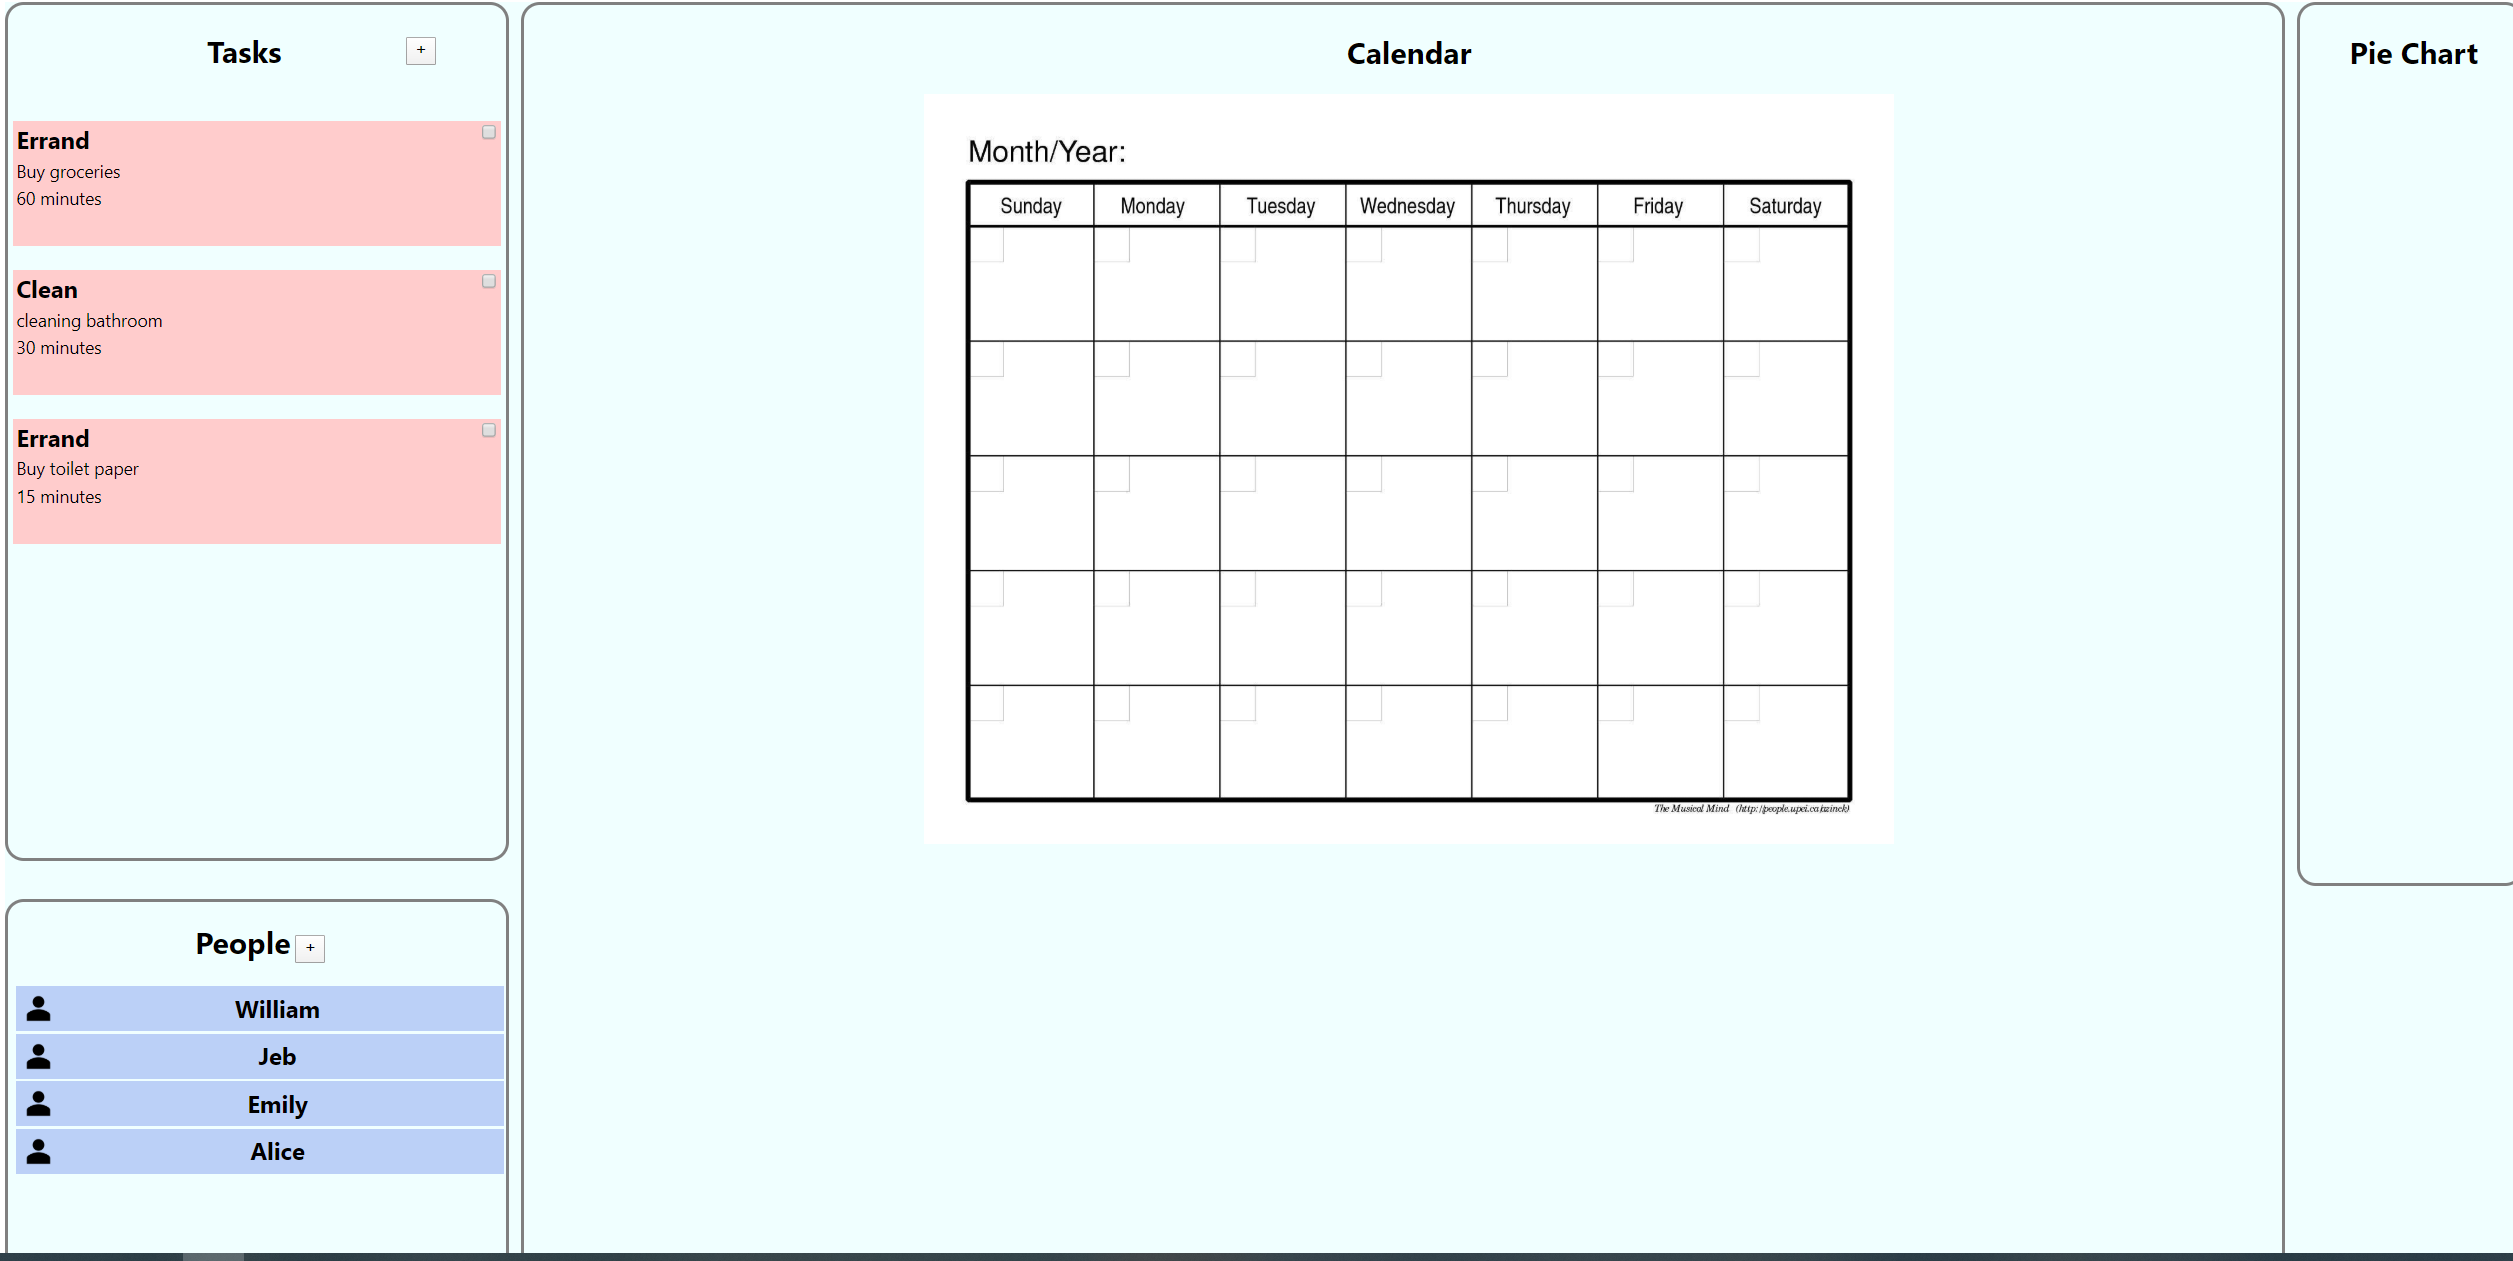 Tasks
+
Errand
Buy groceries
60 minutes
Clean
cleaning bathroom
30 minutes
Errand
Buy toilet paper
15 minutes
People
+
William
Jeb
Emily
Alice
Calendar
Month/Year:
Sunday Monday Tuesday Wednesday Thursday Friday Saturday
The Musical Mind (http://people.upei.ca/azinck)
Pie Chart